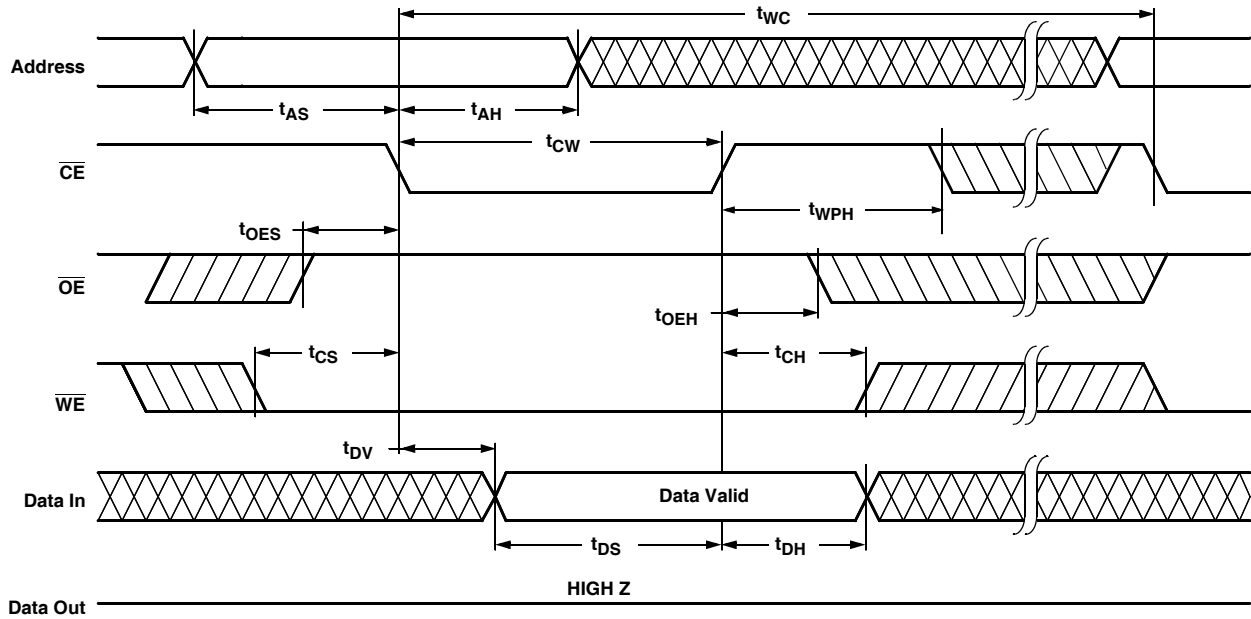 tWC
Address
tAS
tAH
tCW
CE
tWPH
tOES
OE
tOEH
tCS
tCH
WE
tDV
Data In
Data Valid
tDS
tDH
HIGH Z
Data Out